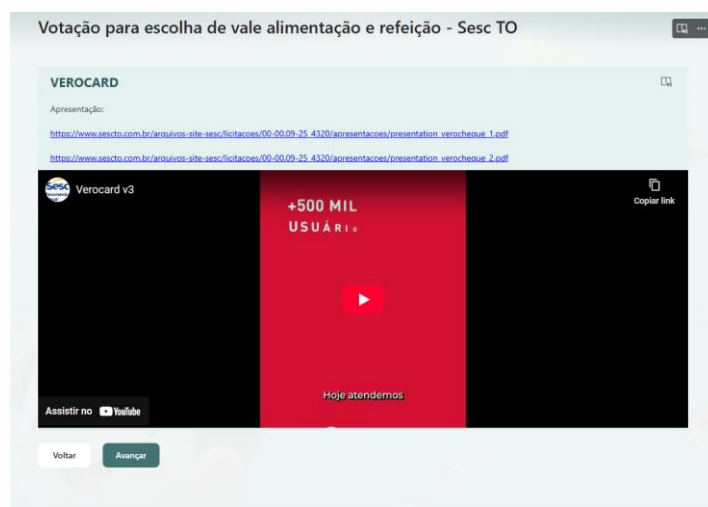 Votação para escolha de vale alimentação e refeição - Sesc TO
VEROCARD
Apresentação:
https://www.sescto.com.br/arquivos-site-sesc/licitacoes/00-00.09-25_4320/apresentacoes/presentation_verocheque_1.pdf
https://www.sescto.com.br/arquivos-site-sesc/licitacoes/00-00.09-25_4320/apresentacoes/presentation_verocheque_2.pdf
Sesc
Verocard v3
Copiar link
+500 MIL
USUÁRIo
Hoje atendemos
Assistir no YouTube
Voltar
Avançar